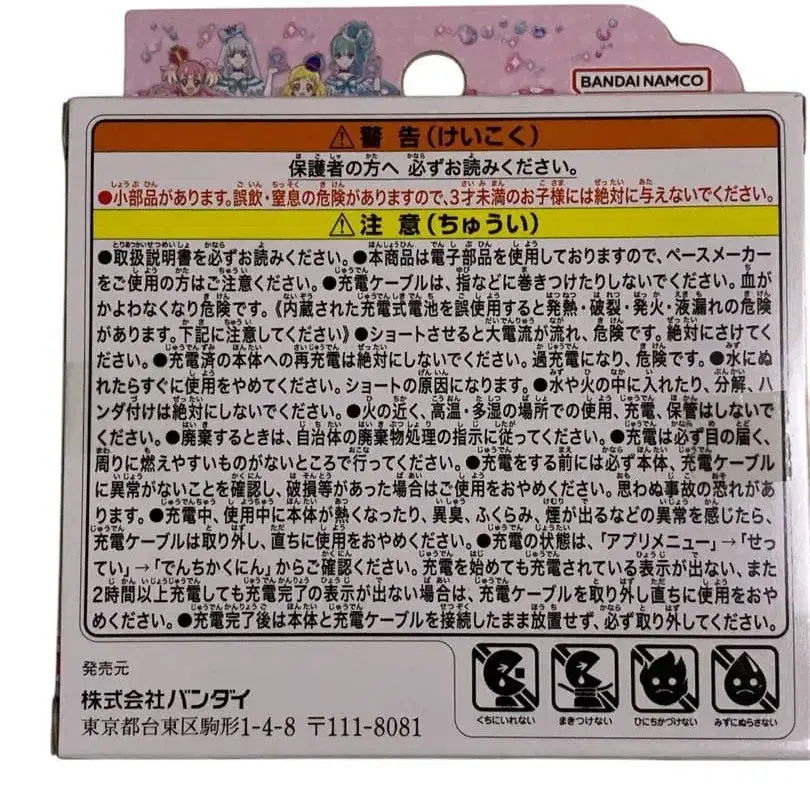 BANDAI NAMCO
⚠警告(けいこく)
保護者の方へ 必ずお読みください。
●小部品があります。誤飲・窒息の危険がありますので、3才未満のお子様には絶対に与えないでください。
⚠注意(ちゅうい)
●取扱説明書を必ずお読みください。●本商品は電子部品を使用しておりますので、ペースメーカー
をご使用の方はご注意ください。●充電ケーブルは、指などに巻きつけたりしないでください。血が
かよわなくなり危険です。《内蔵された充電式電池を誤使用すると発熱・破裂・発火・液漏れの危険
があります。下記に注意してください》●ショートさせると大電流が流れ、危険です。絶対にさけてく
ださい。●充電済の本体への再充電は絶対にしないでください。過充電になり、危険です。●水にぬ
れたらすぐに使用をやめてください。ショートの原因になります。●水や火の中に入れたり、分解、ハ
ンダ付けは絶対にしないでください。●火の近く、高温・多湿の場所での使用、充電、保管はしないで
ください。●廃棄するときは、自治体の廃棄物処理の指示に従ってください。●充電は必ず目の届く、
周りに燃えやすいものがないところで行ってください。●充電をする前には必ず本体、充電ケーブル
に異常がないことを確認し、破損等があった場合はご使用をおやめください。思わぬ事故の恐れがあ
ります。●充電中、使用中に本体が熱くなったり、異臭、ふくらみ、煙が出るなどの異常を感じたら、
充電ケーブルは取り外し、直ちに使用をおやめください。●充電の状態は、「アプリメニュー」→「せっ
てい」→「でんちかくにん」からご確認ください。充電を始めても充電されている表示が出ない、また
2時間以上充電しても充電完了の表示が出ない場合は、充電ケーブルを取り外し直ちに使用をおや
めください。●充電完了後は本体と充電ケーブルを接続したまま放置せず、必ず取り外してください。
発売元
株式会社バンダイ
東京都台東区駒形1-4-8 〒111-8081
くちにいれない
まきつけない
ひにちかづけない
みずにぬらさない